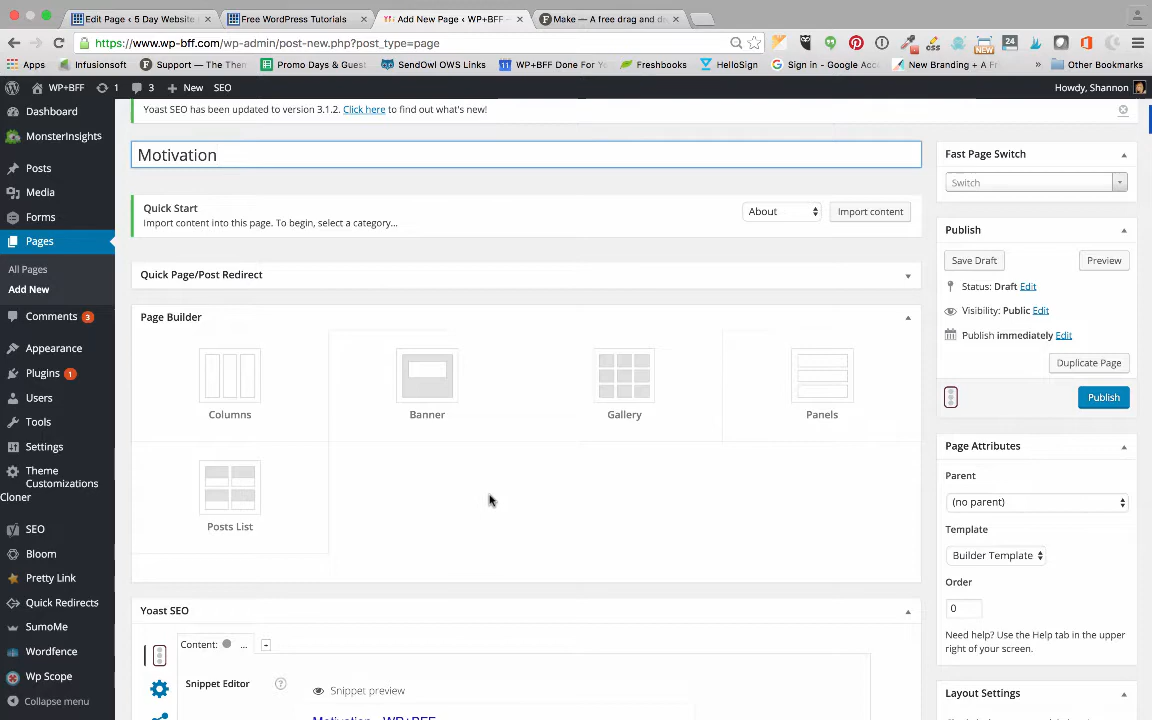 Edit Page ‹ 5 Day Website
Free WordPress Tutorials
Add New Page ‹ WP+BFF –
Make — A free drag and dr
https://www.wp-bff.com/wp-admin/post-new.php?post_type=page
Apps
Infusionsoft
Support — The Them
Promo Days & Guest
SendOwl OWS Links
WP+BFF Done For Yo
Freshbooks
HelloSign
Sign in - Google Acco
New Branding + A Fr
»
Other Bookmarks
WP+BFF
1
3
New
SEO
Howdy, Shannon
Dashboard
MonsterInsights
Posts
Media
Forms
Pages
All Pages
Add New
Comments 3
Appearance
Plugins 1
Users
Tools
Settings
Theme
Customizations
Cloner
SEO
Bloom
Pretty Link
Quick Redirects
SumoMe
Wordfence
Wp Scope
Collapse menu
Yoast SEO has been updated to version 3.1.2. Click here to find out what's new!
Motivation
Quick Start
Import content into this page. To begin, select a category...
About
Import content
Quick Page/Post Redirect
Page Builder
Columns
Banner
Gallery
Panels
Posts List
Yoast SEO
Content: ...
+
Snippet Editor
?
Snippet preview
Motivation - WP+BFF
Fast Page Switch
Switch
Publish
Save Draft
Preview
Status: Draft Edit
Visibility: Public Edit
Publish immediately Edit
Duplicate Page
Publish
Page Attributes
Parent
(no parent)
Template
Builder Template
Order
0
Need help? Use the Help tab in the upper
right of your screen.
Layout Settings